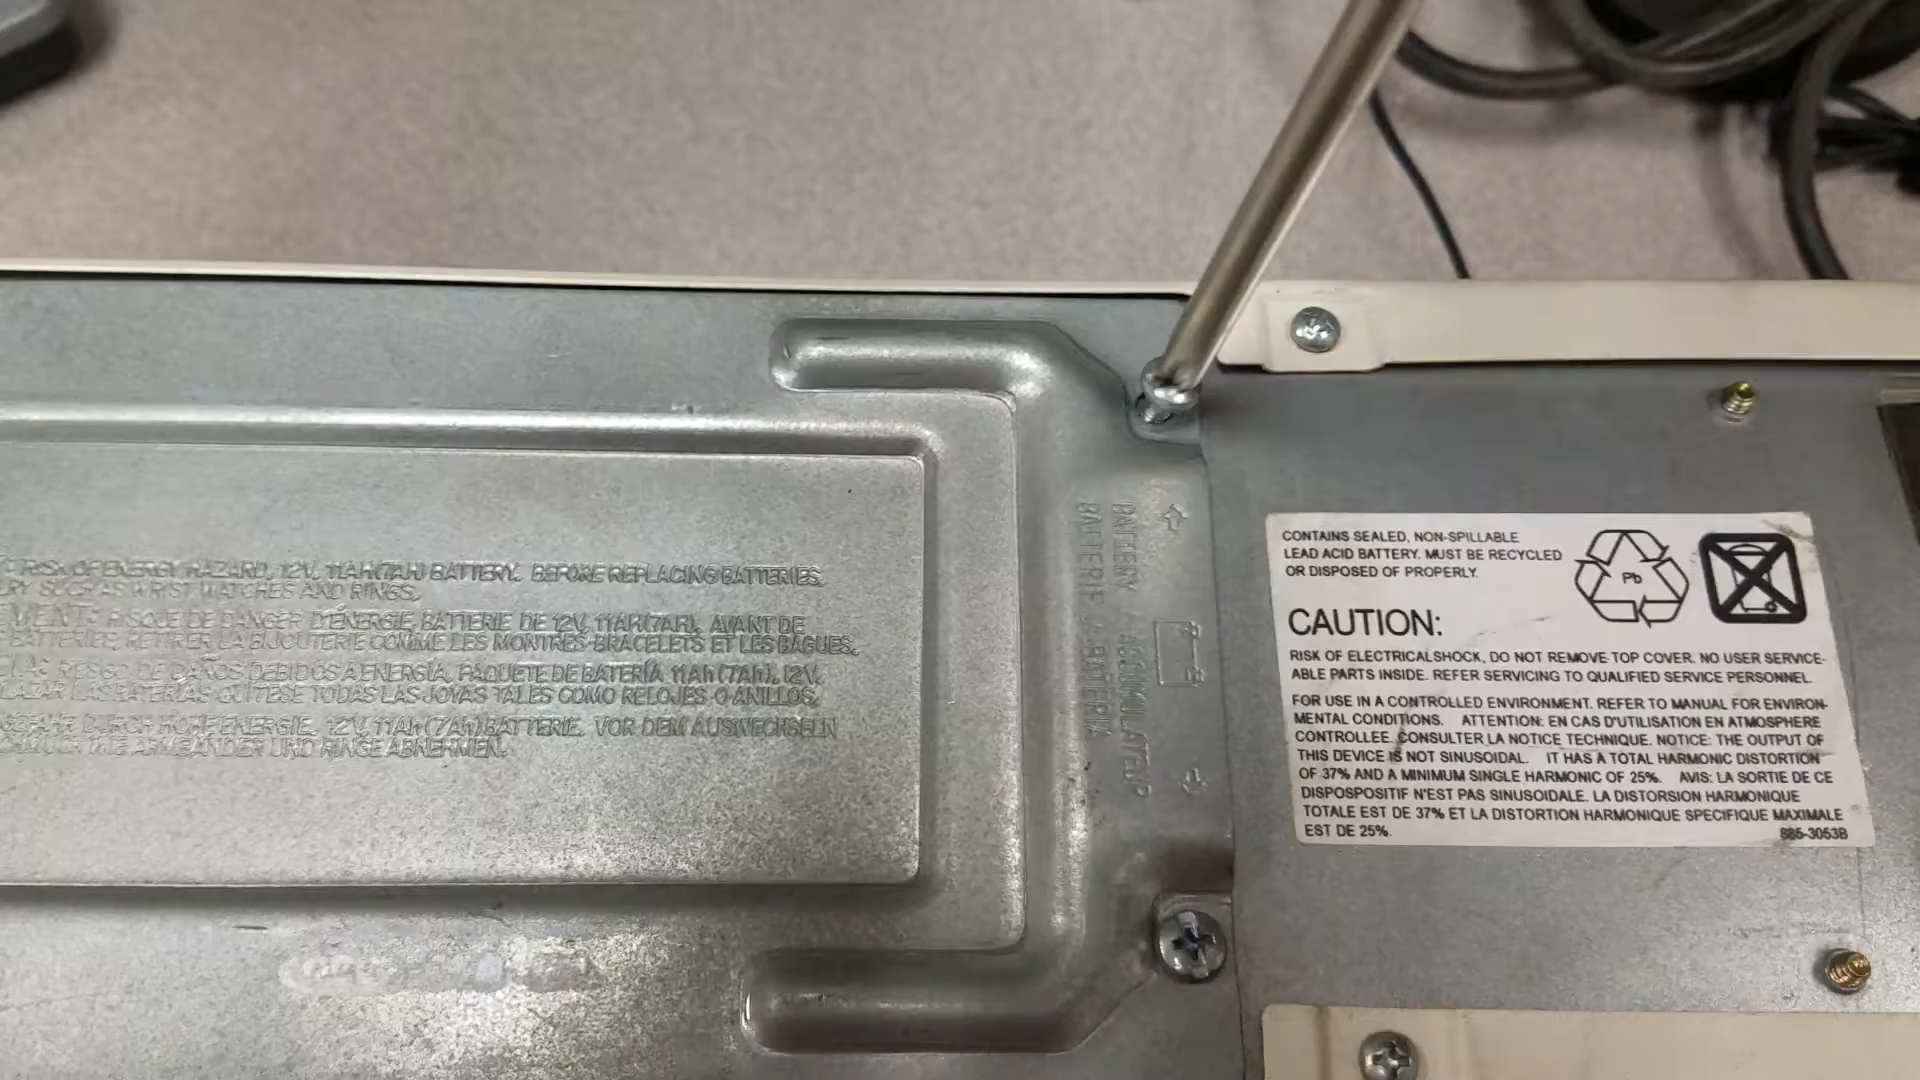 RISK OF ENERGY HAZARD, 12V, 11AH(7AH) BATTERY. BEFORE REPLACING BATTERIES,
SUCH AS WRIST WATCHES AND RINGS.
RISQUE DE DANGER D'ÉNERGIE, BATTERIE DE 12V, 11AH(7AH). AVANT DE
BATTERIE, RETIRER LA BIJOUTERIE COMME LES MONTRES-BRACELETS ET LES BAGUES.
DAÑOS DEBIDOS A ENERGÍA, PAQUETE DE BATERÍA 11Ah (7Ah), 12V.
LAS BATERÍAS, QUITESE TODAS LAS JOYAS TALES COMO RELOJES O ANILLOS.
DURCH HOHE ENERGIE, 12V, 11Ah (7Ah) BATTERIE. VOR DEM AUSWECHSELN
WIE ARMBÄNDER UND RINGE ABNEHMEN.
BATTERY /
BATTERIE / BATERIA
CONTAINS SEALED, NON-SPILLABLE
LEAD ACID BATTERY. MUST BE RECYCLED
OR DISPOSED OF PROPERLY.
Pb
CAUTION:
RISK OF ELECTRICAL SHOCK, DO NOT REMOVE TOP COVER. NO USER SERVICE-
ABLE PARTS INSIDE. REFER SERVICING TO QUALIFIED SERVICE PERSONNEL.
FOR USE IN A CONTROLLED ENVIRONMENT. REFER TO MANUAL FOR ENVIRON-
MENTAL CONDITIONS. ATTENTION: EN CAS D'UTILISATION EN ATMOSPHERE
CONTROLLEE. CONSULTER LA NOTICE TECHNIQUE. NOTICE: THE OUTPUT OF
THIS DEVICE IS NOT SINUSOIDAL. IT HAS A TOTAL HARMONIC DISTORTION
OF 37% AND A MINIMUM SINGLE HARMONIC OF 25%. AVIS: LA SORTIE DE CE
DISPOSPOSITIF N'EST PAS SINUSOIDALE. LA DISTORSION HARMONIQUE
TOTALE EST DE 37% ET LA DISTORTION HARMONIQUE SPECIFIQUE MAXIMALE
EST DE 25%.
885-3053B